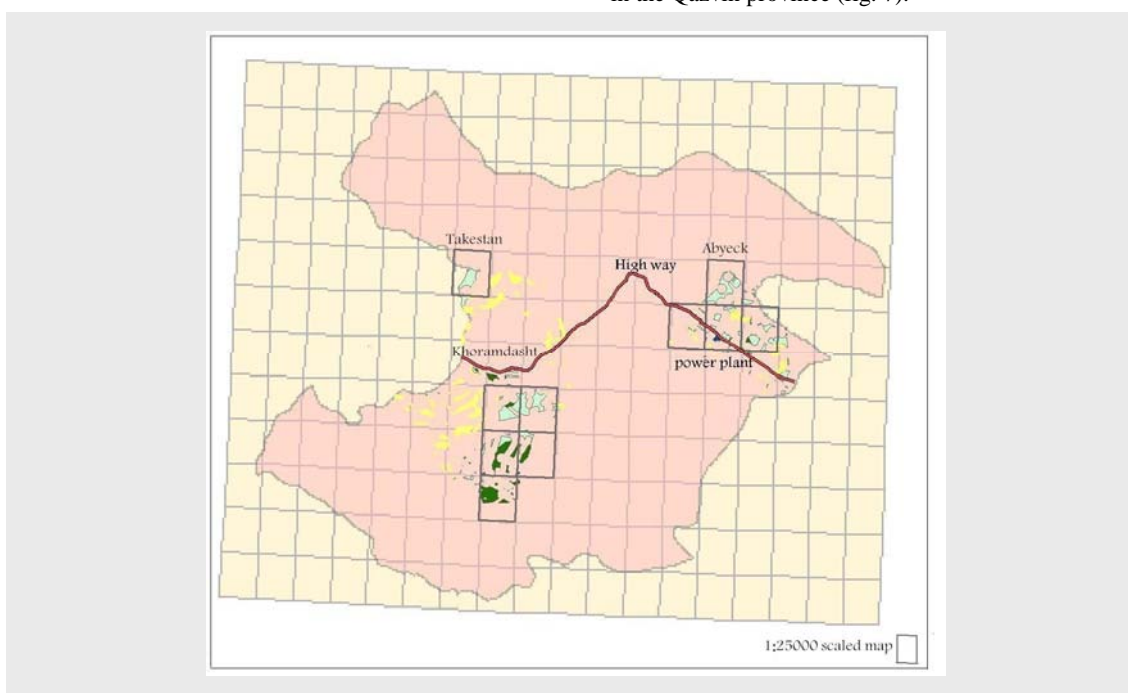 in the Qazvin province (fig. 7).
Takestan
Abyeck
High way
Khoramdasht
power plant
1:25000 scaled map